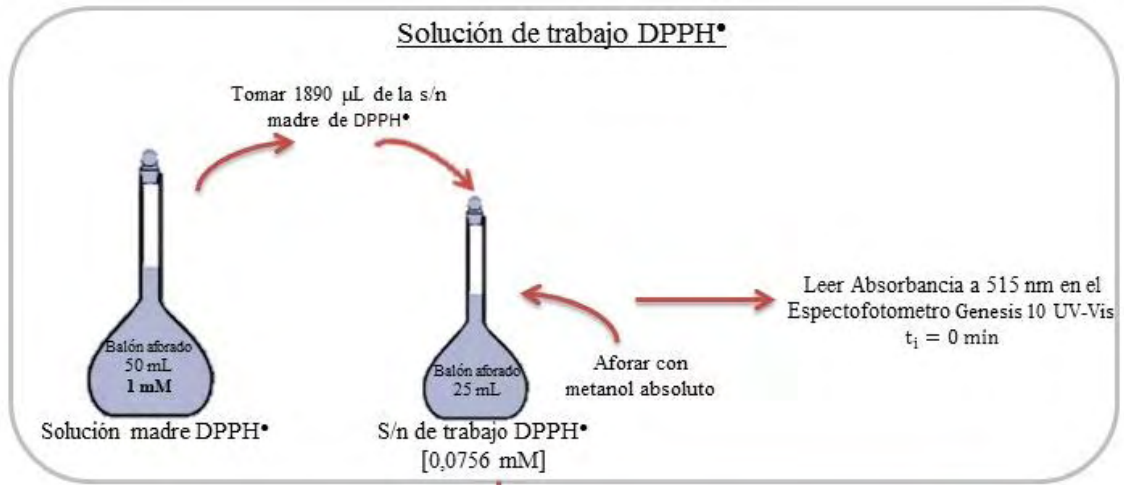 Solución de trabajo DPPH•
Tomar 1890 µL de la s/n
madre de DPPH•
Balón aforado
50 mL
1 mM
Solución madre DPPH•
Balón aforado
25 mL
S/n de trabajo DPPH•
[0,0756 mM]
Aforar con
metanol absoluto
Leer Absorbancia a 515 nm en el
Espectofotometro Genesis 10 UV-Vis
tᵢ = 0 min